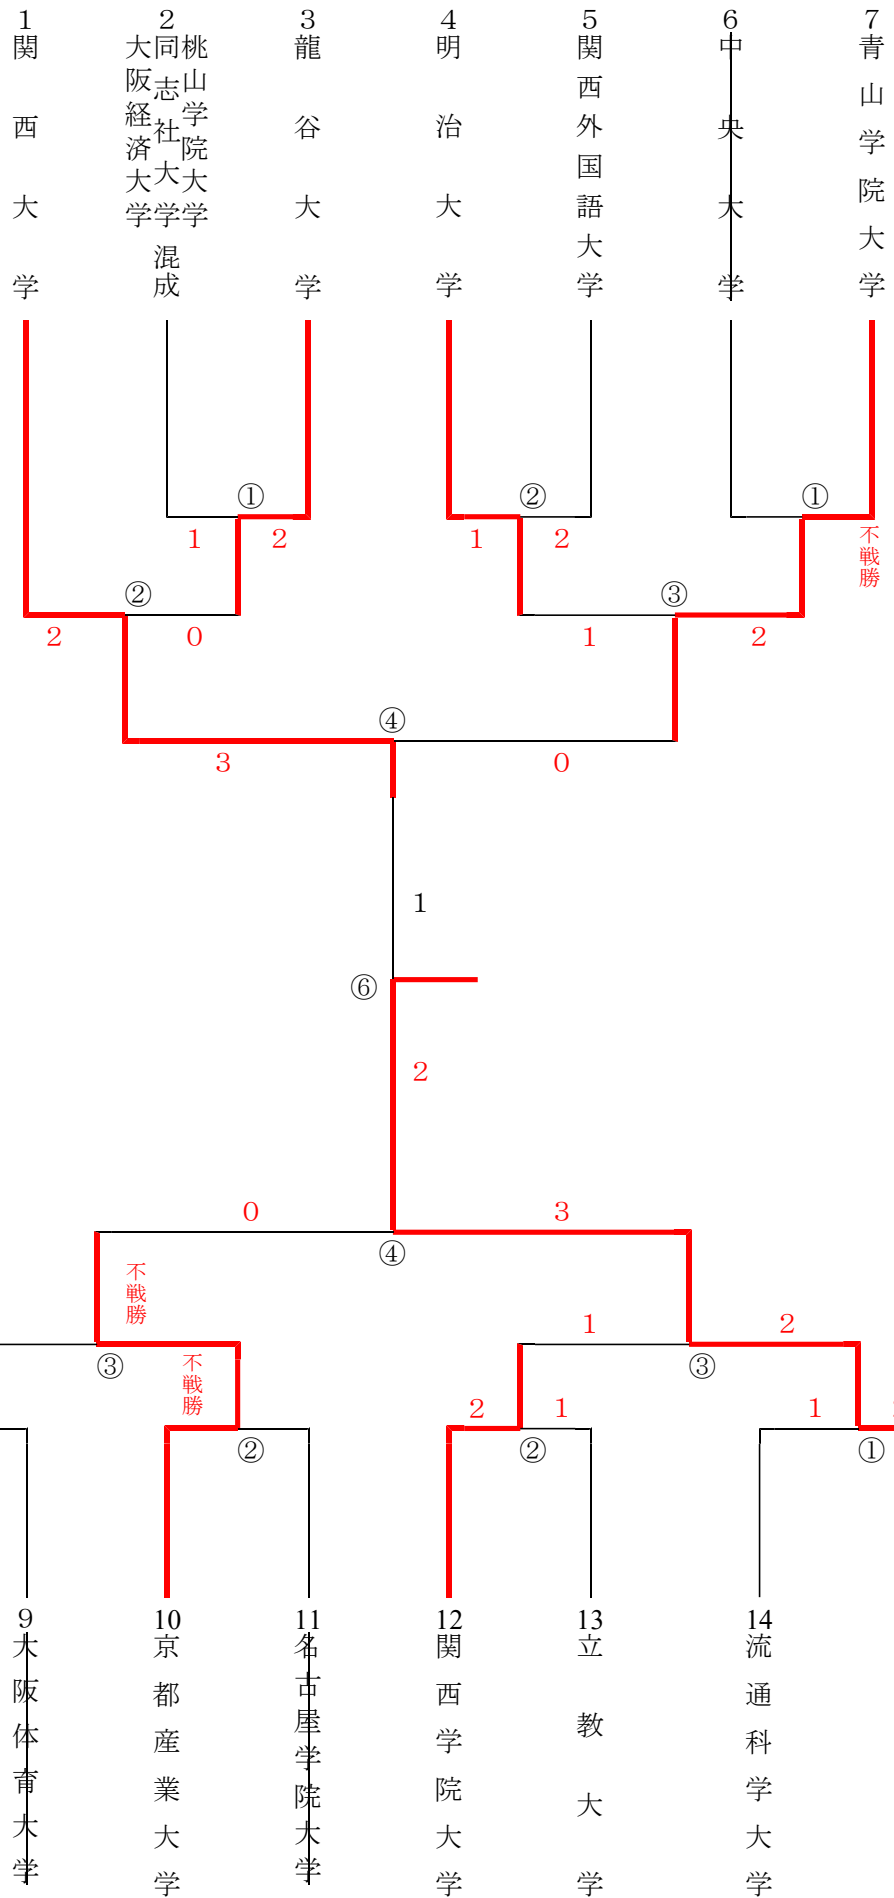 1
関西大学
2
桃山学院大学
同志社大学 混成
大阪経済大学
3
龍谷大学
4
明治大学
5
関西外国語大学
6
中央大学
7
青山学院大学
①
②
①
1
2
1
2
不戦勝
②
③
2
0
1
2
④
3
0
1
⑥
2
0
3
④
不戦勝
1
2
③
③
不戦勝
2
1
1
②
②
①
9
大阪体育大学
10
京都産業大学
11
名古屋学院大学
12
関西学院大学
13
立教大学
14
流通科学大学